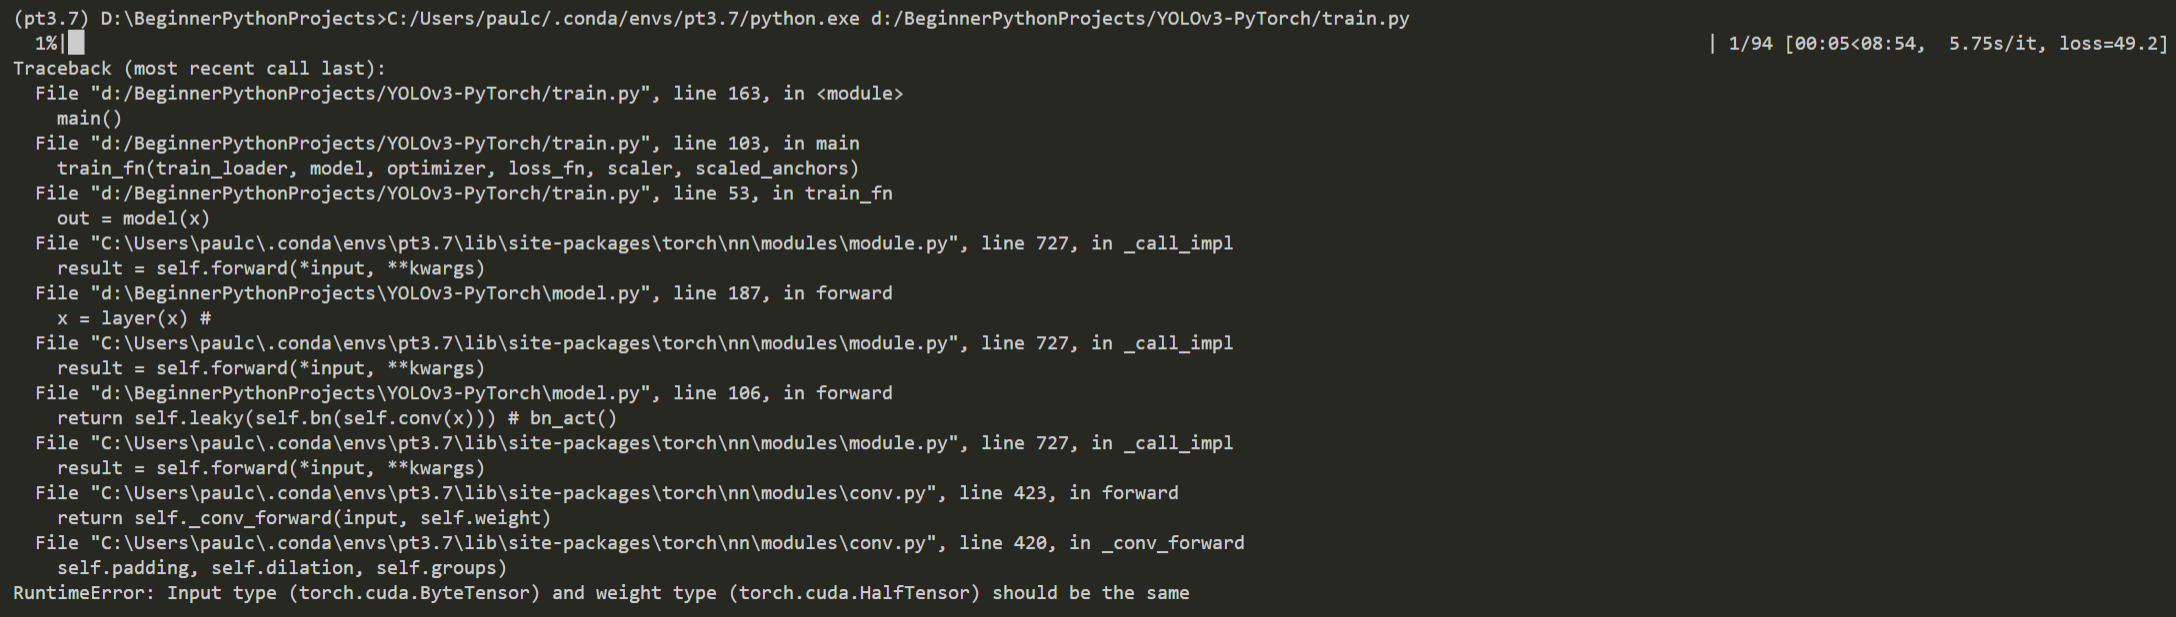 (pt3.7) D:\BeginnerPythonProjects>C:/Users/paulc/.conda/envs/pt3.7/python.exe d:/BeginnerPythonProjects/YOLOv3-PyTorch/train.py
  1%|█                                                                | 1/94 [00:05<08:54,  5.75s/it, loss=49.2]
Traceback (most recent call last):
  File "d:/BeginnerPythonProjects/YOLOv3-PyTorch/train.py", line 163, in <module>
    main()
  File "d:/BeginnerPythonProjects/YOLOv3-PyTorch/train.py", line 103, in main
    train_fn(train_loader, model, optimizer, loss_fn, scaler, scaled_anchors)
  File "d:/BeginnerPythonProjects/YOLOv3-PyTorch/train.py", line 53, in train_fn
    out = model(x)
  File "C:\Users\paulc\.conda\envs\pt3.7\lib\site-packages\torch\nn\modules\module.py", line 727, in _call_impl
    result = self.forward(*input, **kwargs)
  File "d:\BeginnerPythonProjects\YOLOv3-PyTorch\model.py", line 187, in forward
    x = layer(x) #
  File "C:\Users\paulc\.conda\envs\pt3.7\lib\site-packages\torch\nn\modules\module.py", line 727, in _call_impl
    result = self.forward(*input, **kwargs)
  File "d:\BeginnerPythonProjects\YOLOv3-PyTorch\model.py", line 106, in forward
    return self.leaky(self.bn(self.conv(x))) # bn_act()
  File "C:\Users\paulc\.conda\envs\pt3.7\lib\site-packages\torch\nn\modules\module.py", line 727, in _call_impl
    result = self.forward(*input, **kwargs)
  File "C:\Users\paulc\.conda\envs\pt3.7\lib\site-packages\torch\nn\modules\conv.py", line 423, in forward
    return self._conv_forward(input, self.weight)
  File "C:\Users\paulc\.conda\envs\pt3.7\lib\site-packages\torch\nn\modules\conv.py", line 420, in _conv_forward
    self.padding, self.dilation, self.groups)
RuntimeError: Input type (torch.cuda.ByteTensor) and weight type (torch.cuda.HalfTensor) should be the same